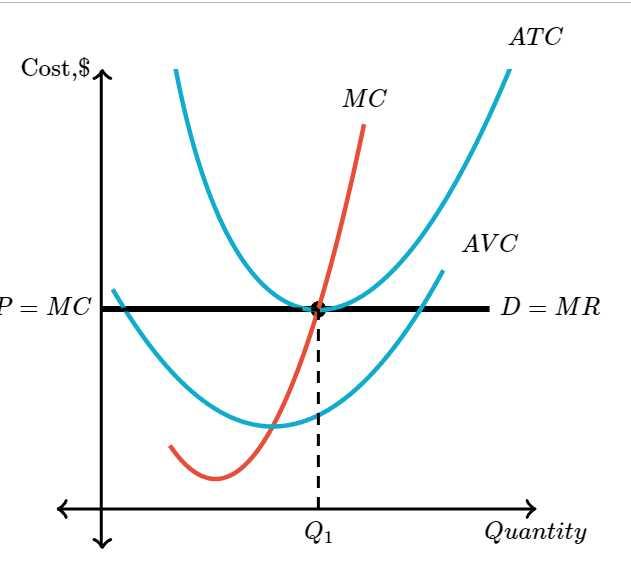 ATC
Cost,$
MC
AVC
P = MC
D = MR
Q₁
Quantity